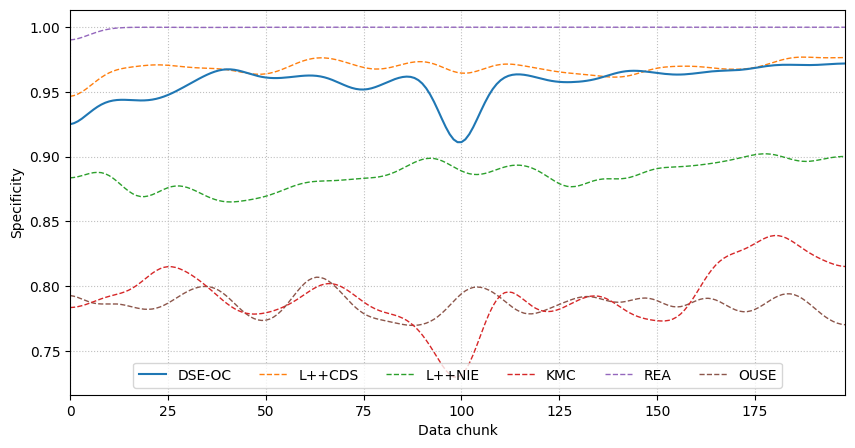 1.00
0.95
0.90
0.85
0.80
0.75
Specificity
DSE-OC L++CDS L++NIE KMC REA OUSE
0 25 50 75 100 125 150 175
Data chunk